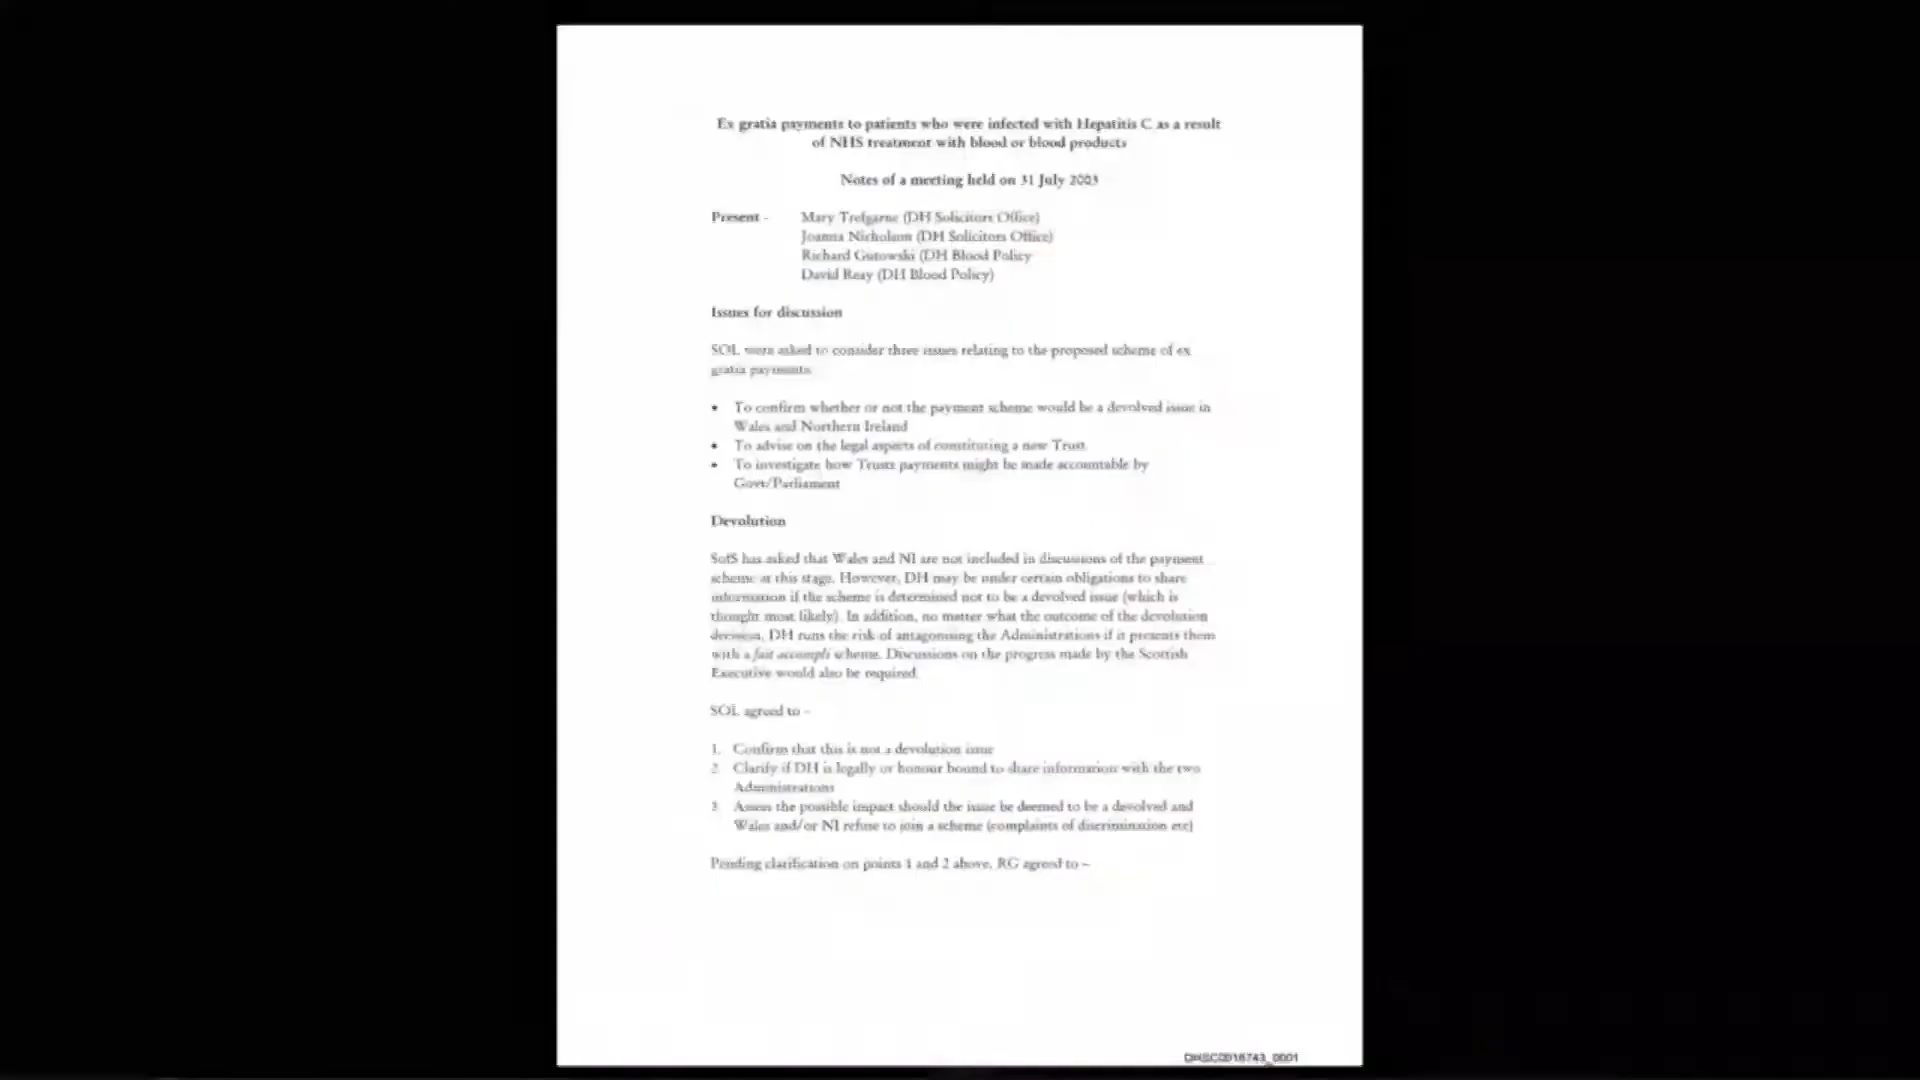 Ex gratia payments to patients who were infected with Hepatitis C as a result
of NHS treatment with blood or blood products
Notes of a meeting held on 31 July 2003
Present - Mary Trefgarne (DH Solicitors Office)
Joanna Nicholson (DH Solicitors Office)
Richard Gutowski (DH Blood Policy
David Reay (DH Blood Policy)
Issues for discussion
SOL were asked to consider three issues relating to the proposed scheme of ex
gratia payments.
• To confirm whether or not the payment scheme would be a devolved issue in
Wales and Northern Ireland
• To advise on the legal aspects of constituting a new Trust
• To investigate how Trusts payments might be made accountable by
Govt/Parliament
Devolution
SofS has asked that Wales and NI are not included in discussions of the payment
scheme at this stage. However, DH may be under certain obligations to share
information if the scheme is determined not to be a devolved issue (which is
thought most likely). In addition, no matter what the outcome of the devolution
decision, DH runs the risk of antagonising the Administrations if it presents them
with a fait accompli scheme. Discussions on the progress made by the Scottish
Executive would also be required.
SOL agreed to –
1. Confirm that this is not a devolution issue
2. Clarify if DH is legally or honour bound to share information with the two
Administrations
3. Assess the possible impact should the issue be deemed to be a devolved and
Wales and/or NI refuse to join a scheme (complaints of discrimination etc)
Pending clarification on points 1 and 2 above, RG agreed to –
DHSC0016743_0001